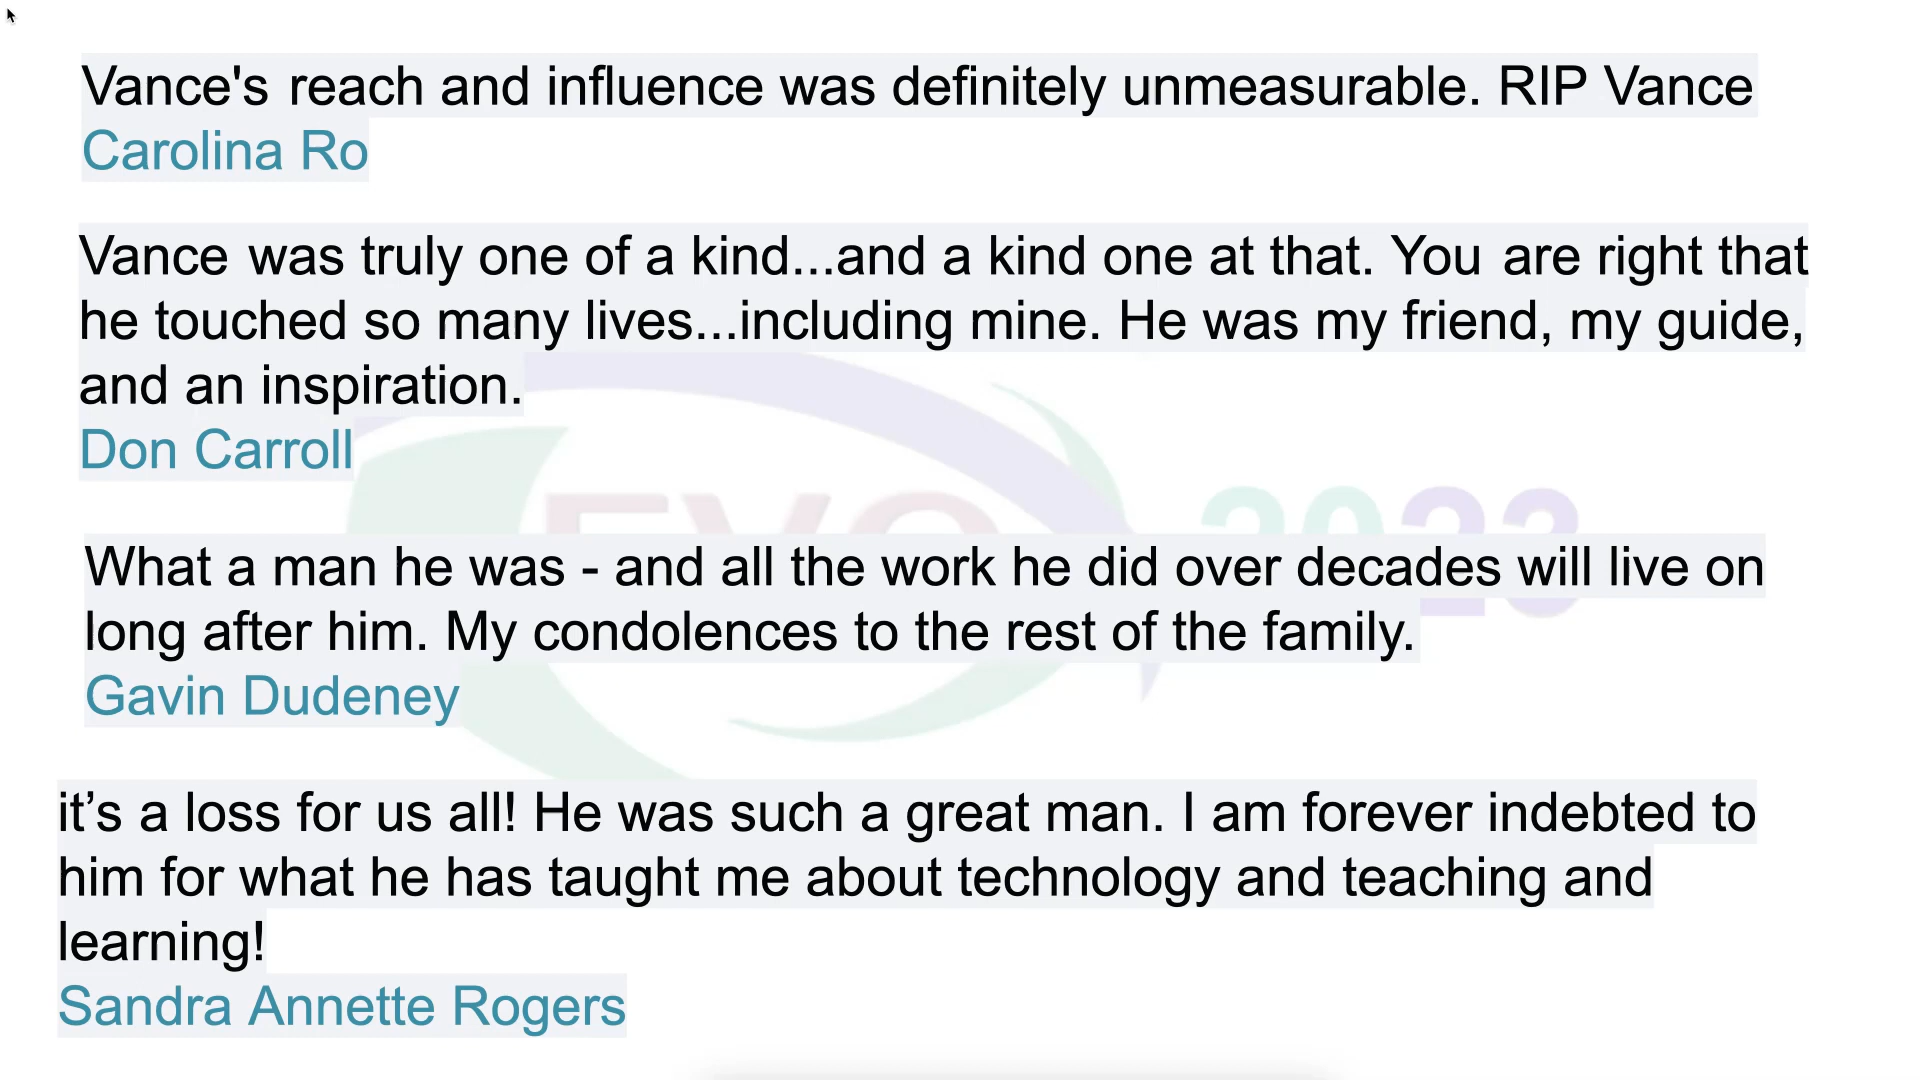 Vance's reach and influence was definitely unmeasurable. RIP Vance
Carolina Ro
Vance was truly one of a kind...and a kind one at that. You are right that
he touched so many lives...including mine. He was my friend, my guide,
and an inspiration.
Don Carroll
EVO 2023
What a man he was - and all the work he did over decades will live on
long after him. My condolences to the rest of the family.
Gavin Dudeney
it’s a loss for us all! He was such a great man. I am forever indebted to
him for what he has taught me about technology and teaching and
learning!
Sandra Annette Rogers